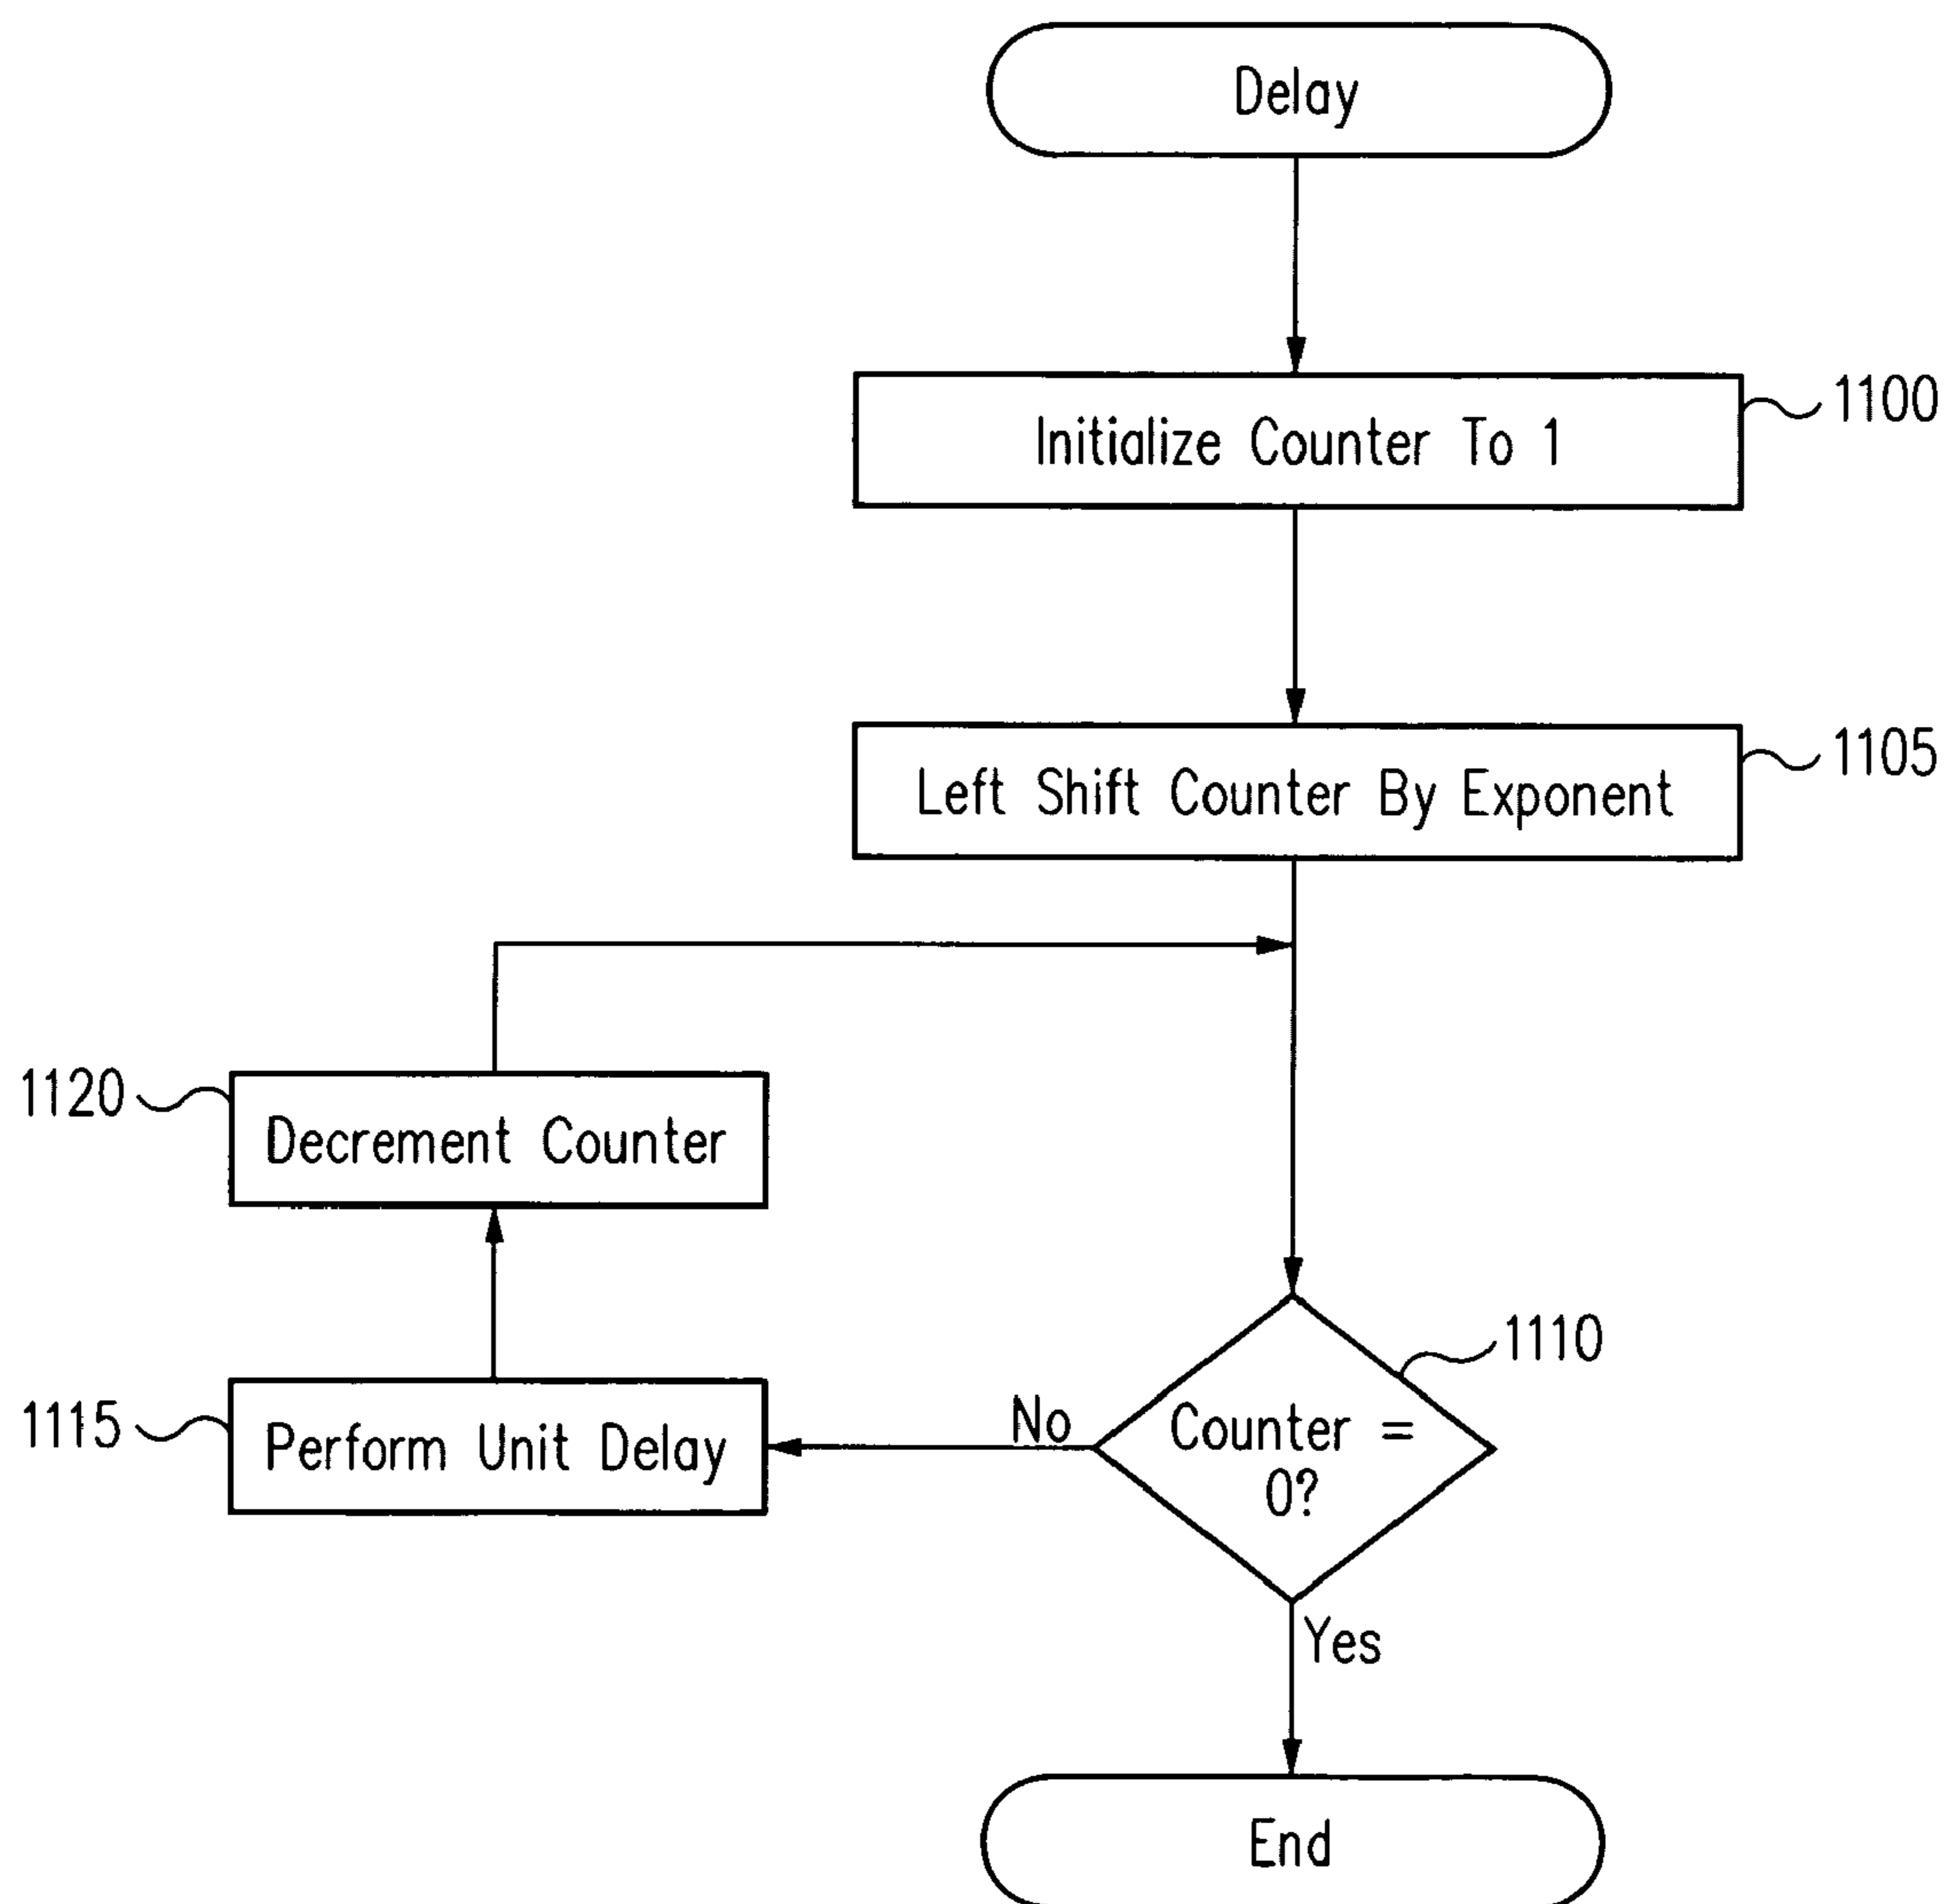 Delay
Initialize Counter To 1
1100
Left Shift Counter By Exponent
1105
1120
Decrement Counter
1110
1115
Perform Unit Delay
No
Counter =
0?
Yes
End